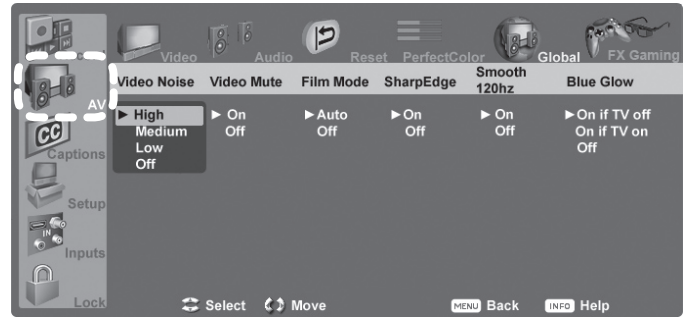 Video
Audio
Reset
PerfectColor
Global
FX Gaming
Video Noise Video Mute Film Mode SharpEdge Smooth 120hz Blue Glow
AV
▶ High ▶ On ▶ Auto ▶ On ▶ On ▶ On if TV off
Medium Off Off Off Off On if TV on
Low Off
Off
CC
Captions
Setup
IN
Inputs
Lock
Select Move MENU Back INFO Help